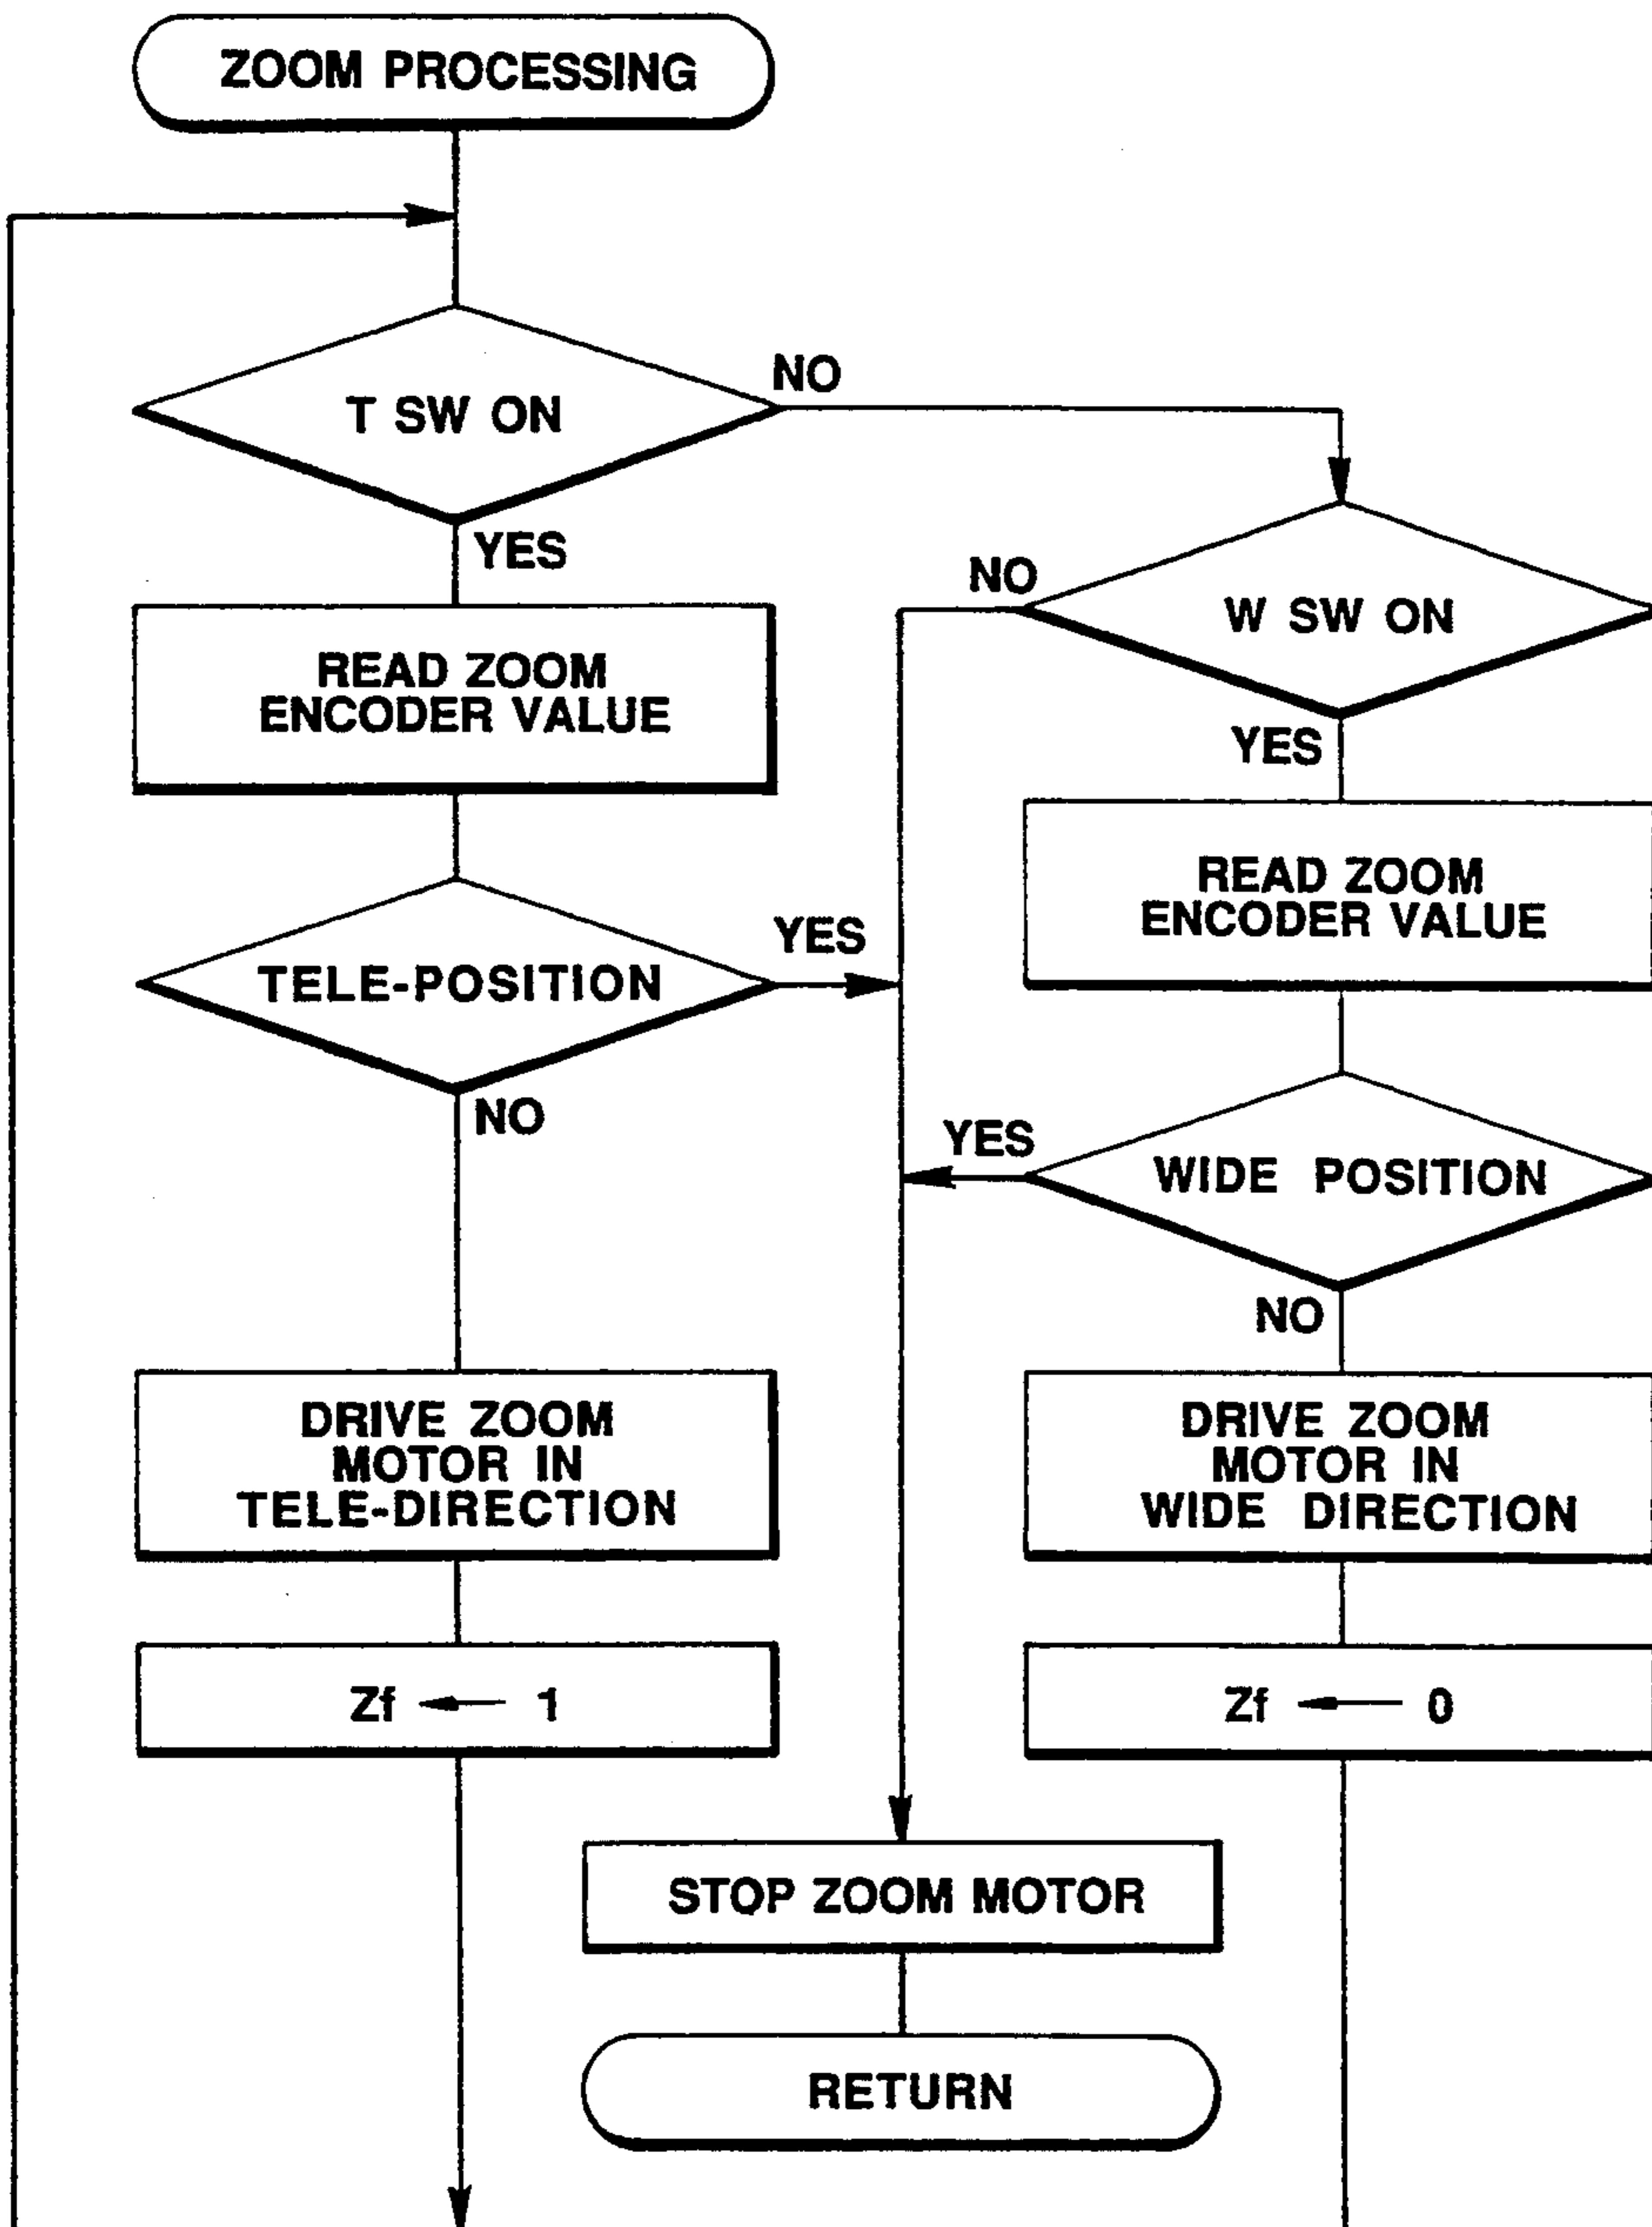 ZOOM PROCESSING
T SW ON
NO
YES
READ ZOOM
ENCODER VALUE
TELE-POSITION
YES
NO
DRIVE ZOOM
MOTOR IN
TELE-DIRECTION
Zf ← 1
W SW ON
NO
YES
READ ZOOM
ENCODER VALUE
WIDE POSITION
YES
NO
DRIVE ZOOM
MOTOR IN
WIDE DIRECTION
Zf ← 0
STOP ZOOM MOTOR
RETURN